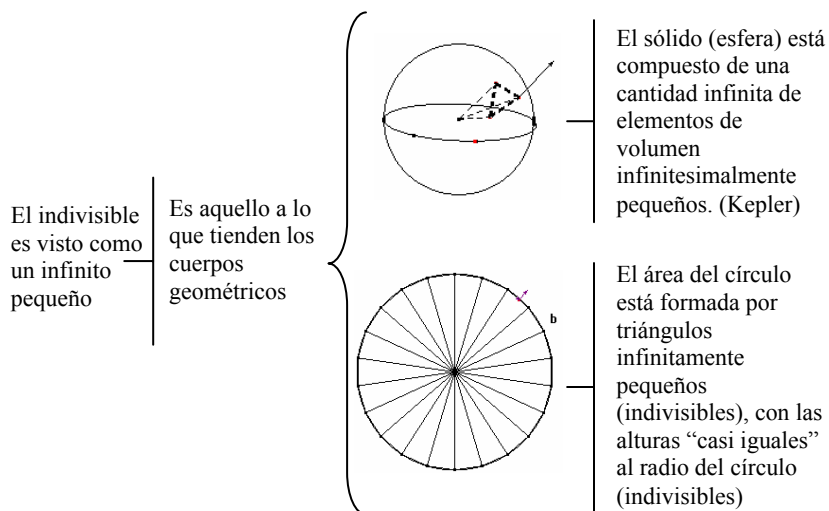 El indivisible
es visto como
un infinito
pequeño
Es aquello a lo
que tienden los
cuerpos
geométricos
El sólido (esfera) está
compuesto de una
cantidad infinita de
elementos de
volumen
infinitesimalmente
pequeños. (Kepler)
b
El área del círculo
está formada por
triángulos
infinitamente
pequeños
(indivisibles), con las
alturas “casi iguales”
al radio del círculo
(indivisibles)